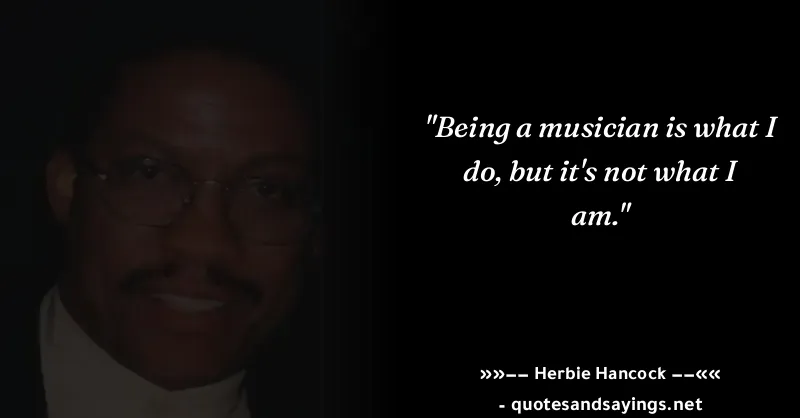 "Being a musician is what I
do, but it's not what I
am."
»»–– Herbie Hancock ––««
- quotesandsayings.net